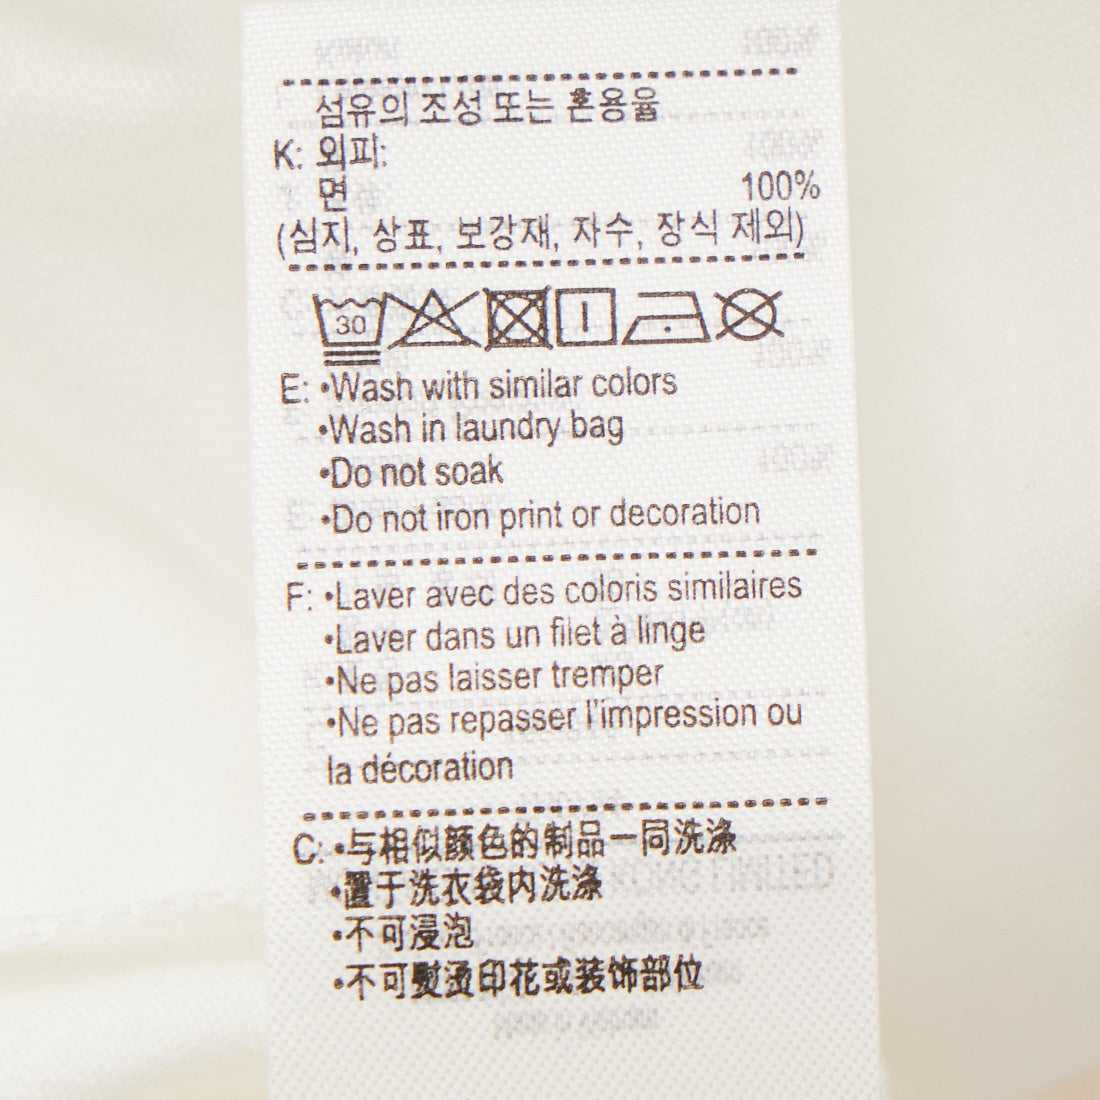 섬유의 조성 또는 혼용율
K: 외피:
면 100%
(심지, 상표, 보강재, 자수, 장식 제외)
30
E: •Wash with similar colors
•Wash in laundry bag
•Do not soak
•Do not iron print or decoration
F: •Laver avec des coloris similaires
•Laver dans un filet à linge
•Ne pas laisser tremper
•Ne pas repasser l'impression ou
la décoration
C: •与相似颜色的制品一同洗涤
•置于洗衣袋内洗涤
•不可浸泡
•不可熨烫印花或装饰部位